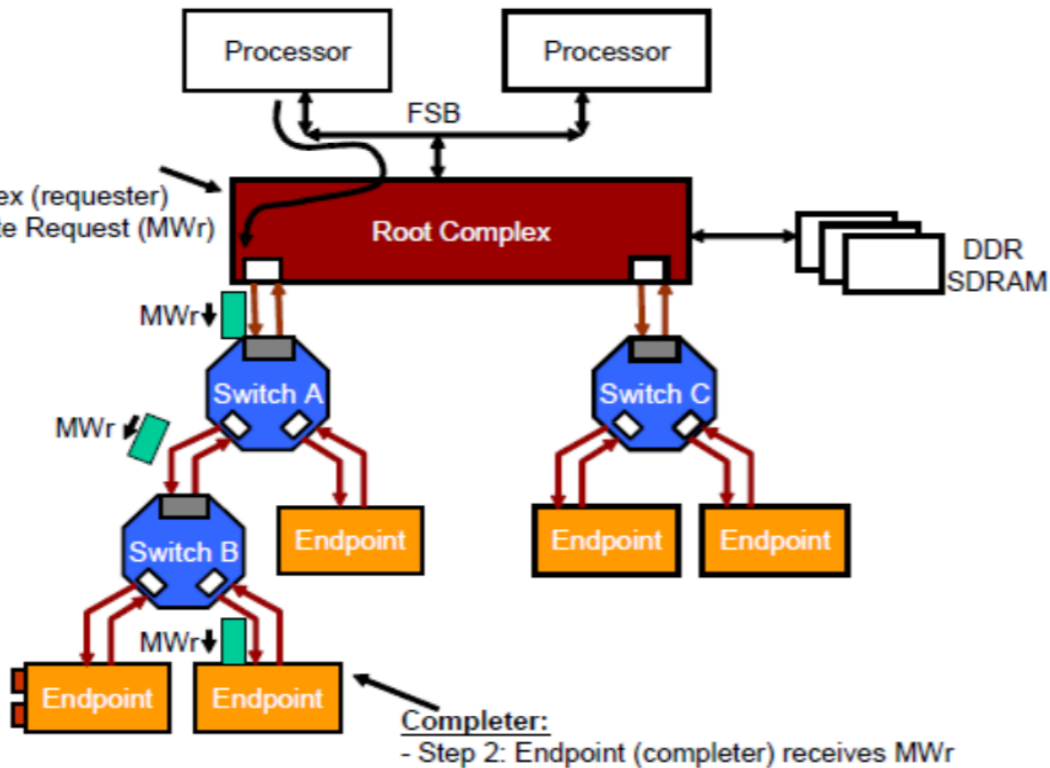 Processor
Processor
FSB
ex (requester)
te Request (MWr)
Root Complex
DDR
SDRAM
MWr
Switch A
Switch C
MWr
Endpoint
Endpoint
Endpoint
Switch B
MWr
Endpoint
Endpoint
Completer:
- Step 2: Endpoint (completer) receives MWr